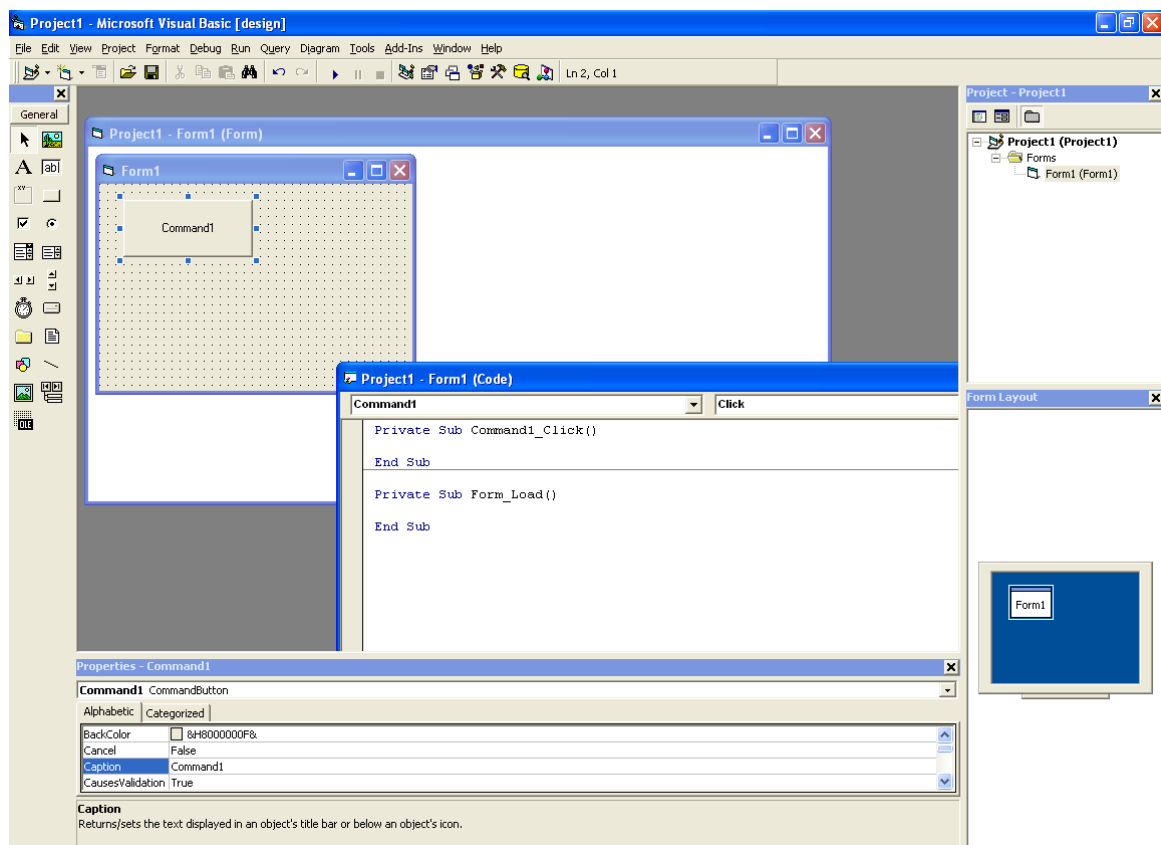 Project1 - Microsoft Visual Basic [design]
File Edit View Project Format Debug Run Query Diagram Tools Add-Ins Window Help
Ln 2, Col 1
General
A ab|
xv
OLE
Project1 - Form1 (Form)
Form1
Command1
Project1 - Form1 (Code)
Command1 Click
Private Sub Command1_Click()
End Sub
Private Sub Form_Load()
End Sub
Project - Project1
Project1 (Project1)
Forms
Form1 (Form1)
Form Layout
Form1
Properties - Command1
Command1 CommandButton
Alphabetic Categorized
BackColor &H8000000F&
Cancel False
Caption Command1
CausesValidation True
Caption
Returns/sets the text displayed in an object's title bar or below an object's icon.